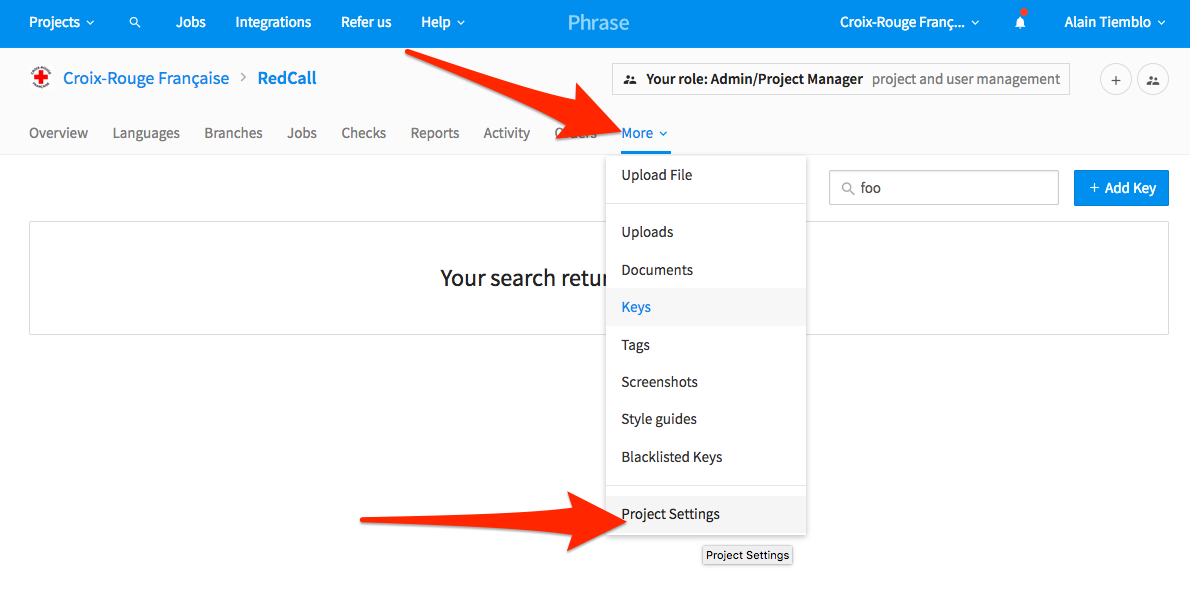 Projects Jobs Integrations Refer us Help Phrase Croix-Rouge Franç... Alain Tiemblo
Croix-Rouge Française > RedCall Your role: Admin/Project Manager project and user management
Overview Languages Branches Jobs Checks Reports Activity More
Upload File
foo + Add Key
Uploads
Documents
Your search retur
Keys
Tags
Screenshots
Style guides
Blacklisted Keys
Project Settings
Project Settings